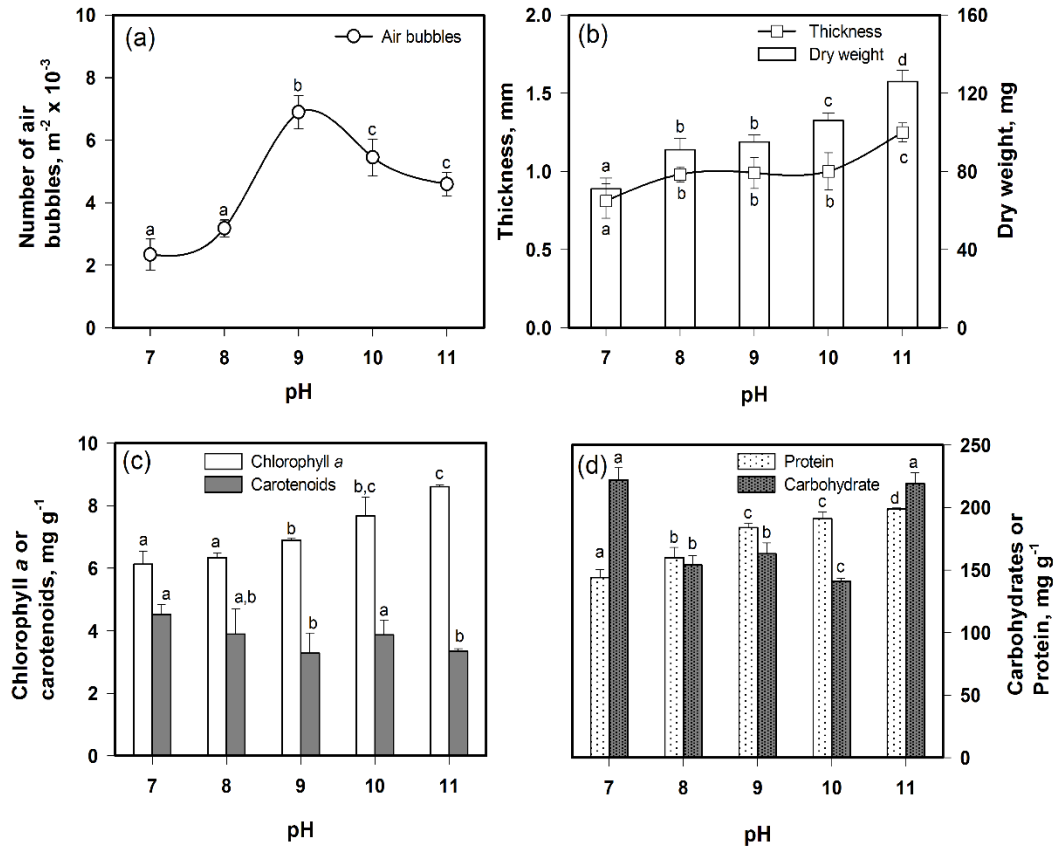 (a)
Air bubbles
Number of air
bubbles, m⁻² x 10⁻³
10
8
6
4
2
0
a
a
b
c
c
7 8 9 10 11
pH
(b)
Thickness
Dry weight
Thickness, mm
2.0
1.5
1.0
0.5
0.0
Dry weight, mg
160
120
80
40
0
a b b c d
a b b b c
7 8 9 10 11
pH
(c)
Chlorophyll a
Carotenoids
Chlorophyll a or
carotenoids, mg g⁻¹
10
8
6
4
2
0
a a b b,c c
a a,b b a b
7 8 9 10 11
pH
(d)
Protein
Carbohydrate
Carbohydrates or
Protein, mg g⁻¹
250
200
150
100
50
0
a b c c d
a b b c a
7 8 9 10 11
pH